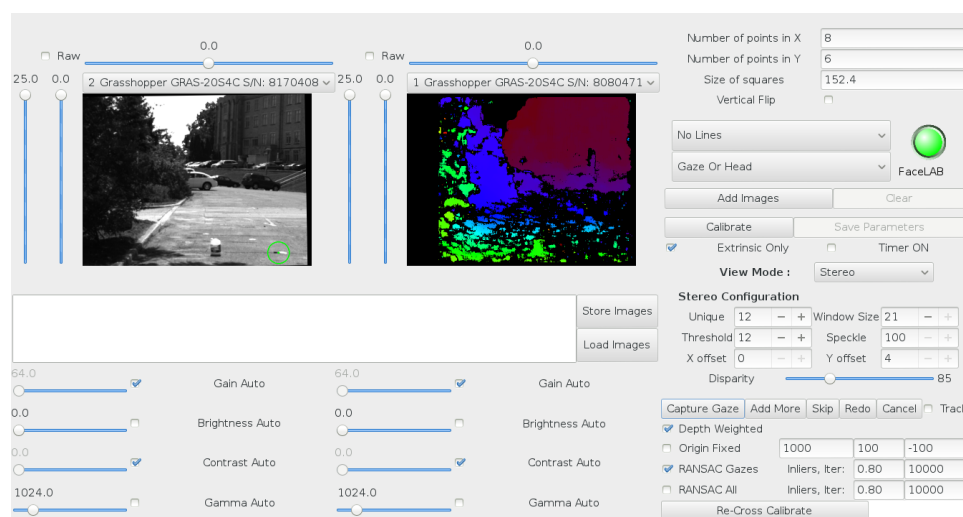 Raw 0.0 Raw 0.0
25.0 0.0 2 Grasshopper GRAS-20S4C S/N: 8170408 25.0 0.0 1 Grasshopper GRAS-20S4C S/N: 8080471
Number of points in X 8
Number of points in Y 6
Size of squares 152.4
Vertical Flip
No Lines
Gaze Or Head
FaceLAB
Add Images Clear
Calibrate Save Parameters
Extrinsic Only Timer ON
View Mode : Stereo
Stereo Configuration
Unique 12 − + Window Size 21 − +
Threshold 12 − + Speckle 100 − +
X offset 0 − + Y offset 4 − +
Disparity 85
Store Images
Load Images
64.0 Gain Auto 64.0 Gain Auto
0.0 Brightness Auto 0.0 Brightness Auto
0.0 Contrast Auto 0.0 Contrast Auto
1024.0 Gamma Auto 1024.0 Gamma Auto
Capture Gaze Add More Skip Redo Cancel Track
Depth Weighted
Origin Fixed 1000 100 -100
RANSAC Gazes Inliers, Iter: 0.80 10000
RANSAC All Inliers, Iter: 0.80 10000
Re-Cross Calibrate